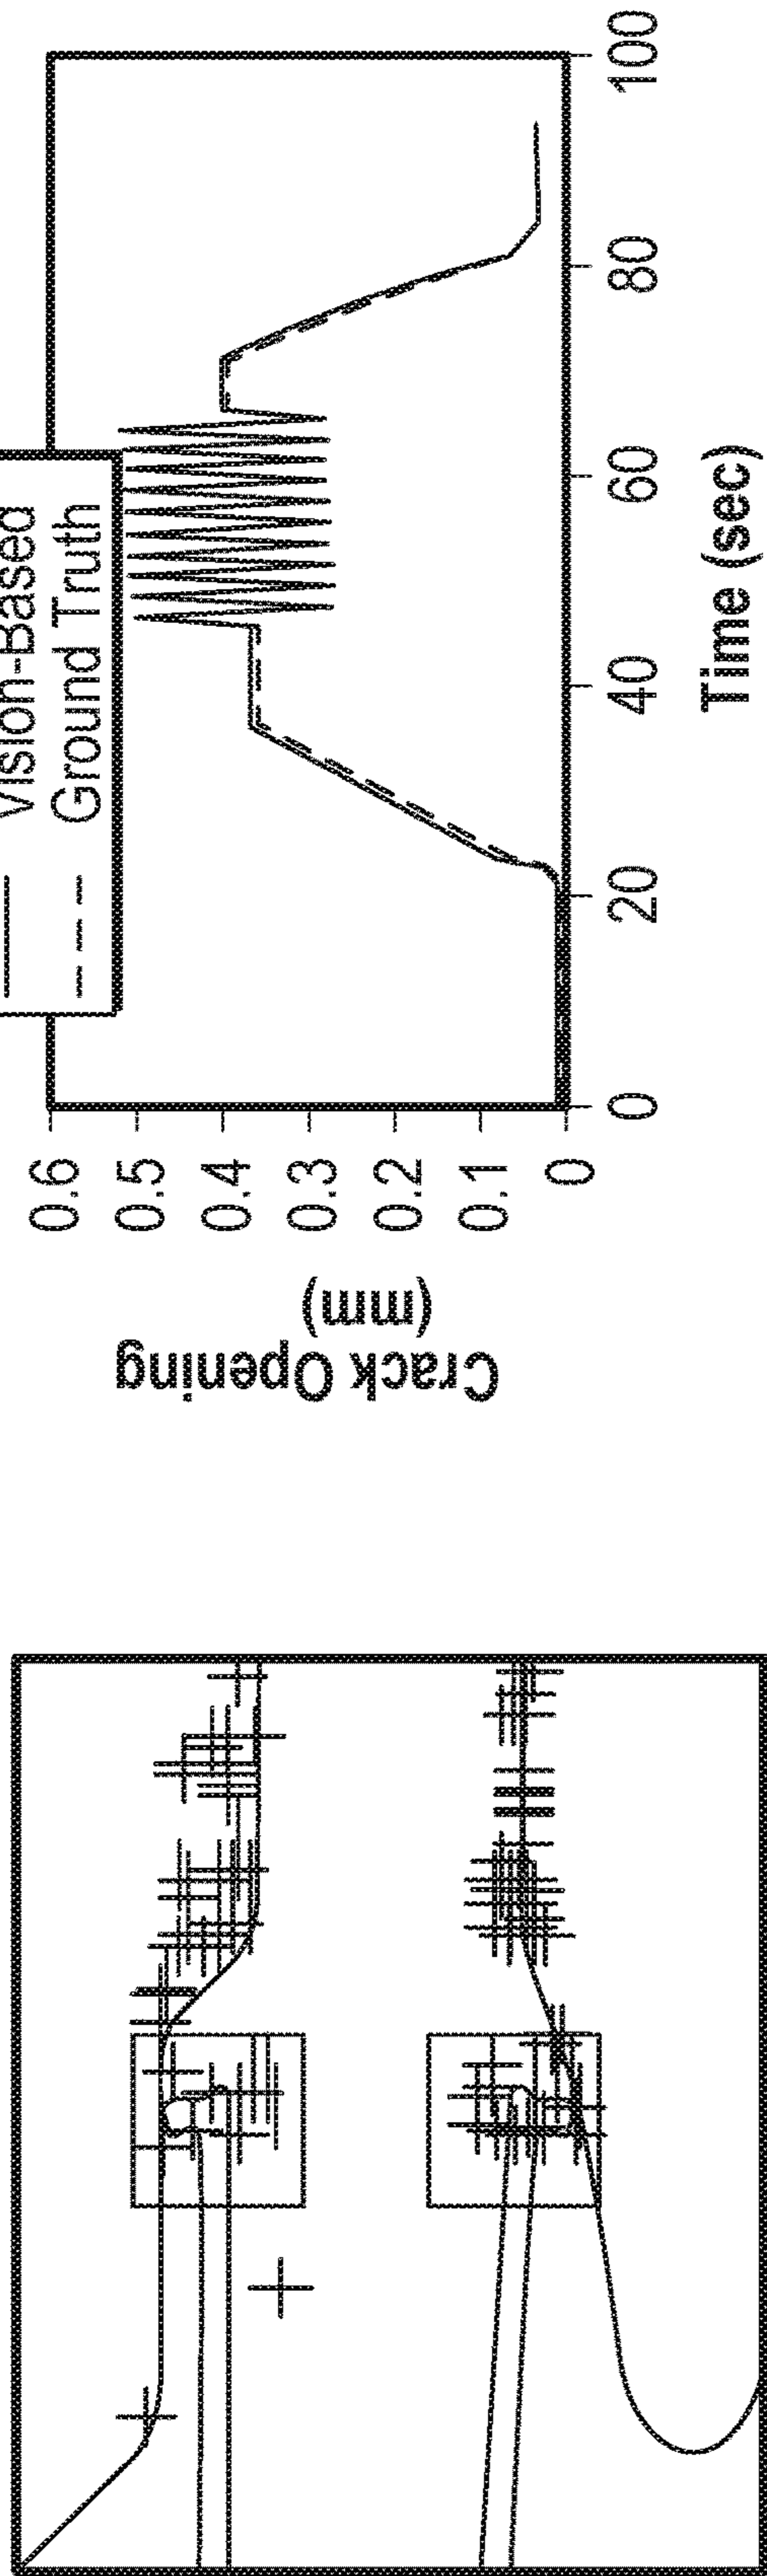 Vision-Based
Ground Truth
Crack Opening
(mm)
0.6
0.5
0.4
0.3
0.2
0.1
0
0
20
40
60
80
100
Time (sec)